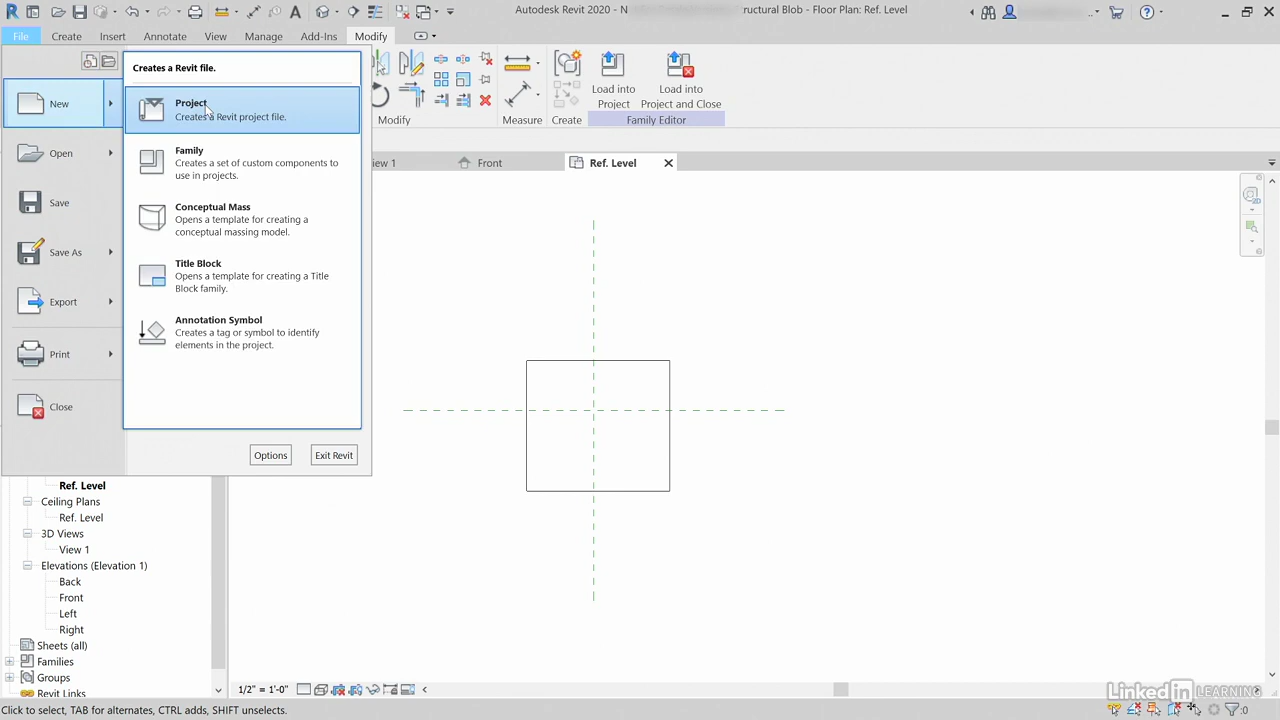 Autodesk Revit 2020 - N
ructural Blob - Floor Plan: Ref. Level
File
Create
Insert
Annotate
View
Manage
Add-Ins
Modify
Creates a Revit file.
New
Project
Creates a Revit project file.
Family
Creates a set of custom components to
use in projects.
Conceptual Mass
Opens a template for creating a
conceptual massing model.
Title Block
Opens a template for creating a Title
Block family.
Annotation Symbol
Creates a tag or symbol to identify
elements in the project.
Open
Save
Save As
Export
Print
Close
Options
Exit Revit
Modify
Measure
Create
Load into
Project
Load into
Project and Close
Family Editor
iew 1
Front
Ref. Level
Ref. Level
Ceiling Plans
Ref. Level
3D Views
View 1
Elevations (Elevation 1)
Back
Front
Left
Right
Sheets (all)
Families
Groups
Revit Links
1/2" = 1'-0"
Click to select, TAB for alternates, CTRL adds, SHIFT unselects.
:0
LinkedIn LEARNING